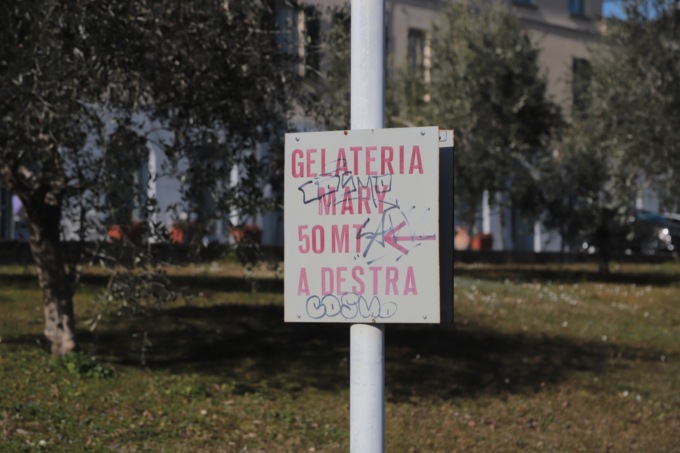 GELATERIA
MARY
50 MT
A DESTRA
COSMO